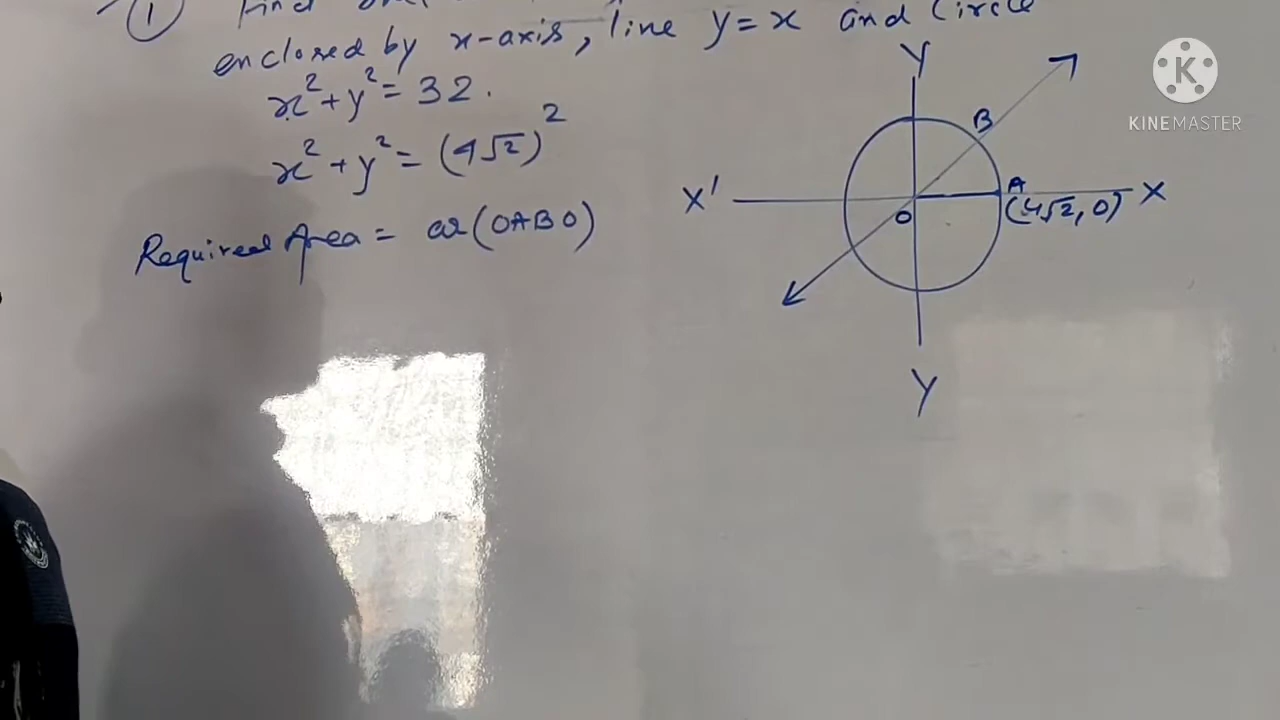 ① Find
enclosed by x-axis, line y = x and Circle
x² + y² = 32.
x² + y² = (4√2)²
Required Area = ar(OABO)
Y
B
X'
O
A
(4√2, 0)
X
Y
KINEMASTER